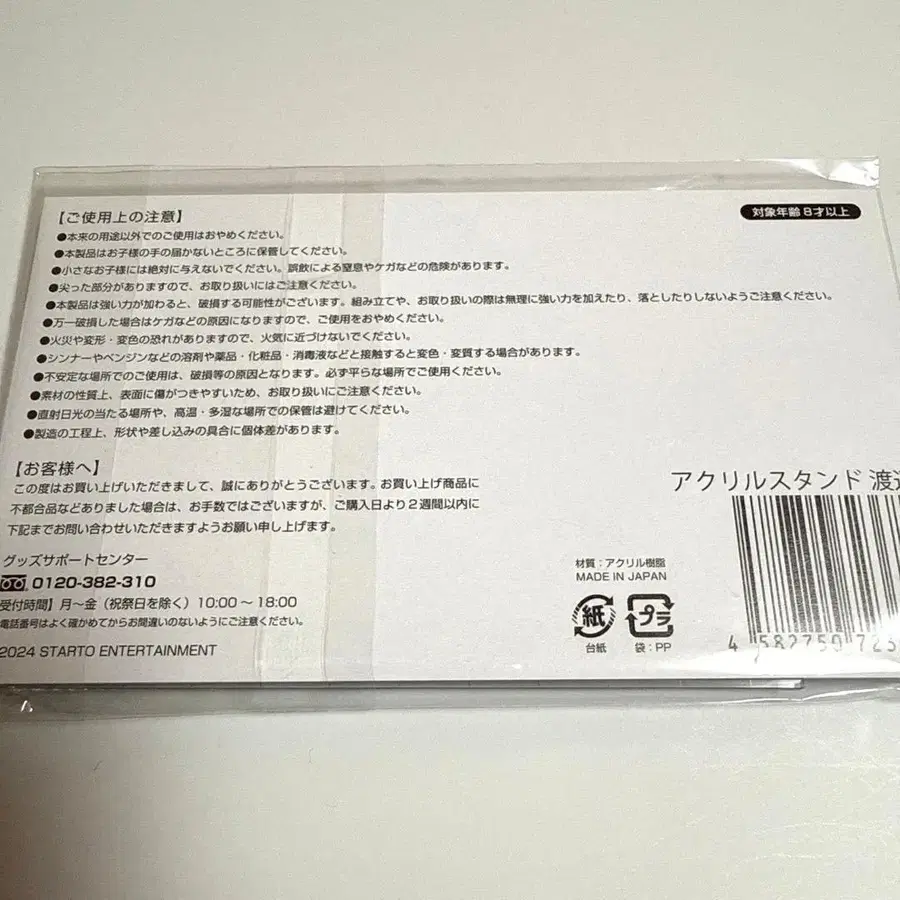 【ご使用上の注意】
対象年齢8才以上
●本来の用途以外でのご使用はおやめください。
●本製品はお子様の手の届かないところに保管してください。
●小さなお子様には絶対に与えないでください。誤飲による窒息やケガなどの危険があります。
●尖った部分がありますので、お取り扱いにはご注意ください。
●本製品は強い力が加わると、破損する可能性がございます。組み立てや、お取り扱いの際は無理に強い力を加えたり、落としたりしないようご注意ください。
●万一破損した場合はケガなどの原因になりますので、ご使用をおやめください。
●火災や変形・変色の恐れがありますので、火気に近づけないでください。
●シンナーやベンジンなどの溶剤や薬品・化粧品・消毒液などと接触すると変色・変質する場合があります。
●不安定な場所でのご使用は、破損等の原因となります。必ず平らな場所でご使用ください。
●素材の性質上、表面に傷がつきやすいため、お取り扱いにご注意ください。
●直射日光の当たる場所や、高温・多湿な場所での保管は避けてください。
●製造の工程上、形状や差し込みの具合に個体差があります。
【お客様へ】
この度はお買い上げいただきまして、誠にありがとうございます。お買い上げ商品に
不都合品などありました場合は、お手数ではございますが、ご購入日より2週間以内に
下記までお問い合わせいただきますようお願い申し上げます。
アクリルスタンド 渡
グッズサポートセンター
0120-382-310
受付時間】月〜金(祝祭日を除く)10:00〜18:00
電話番号はよく確かめてからお間違いのないようにご注意ください。
2024 STARTO ENTERTAINMENT
材質:アクリル樹脂
MADE IN JAPAN
紙
プラ
台紙
袋:PP
4 582750 723